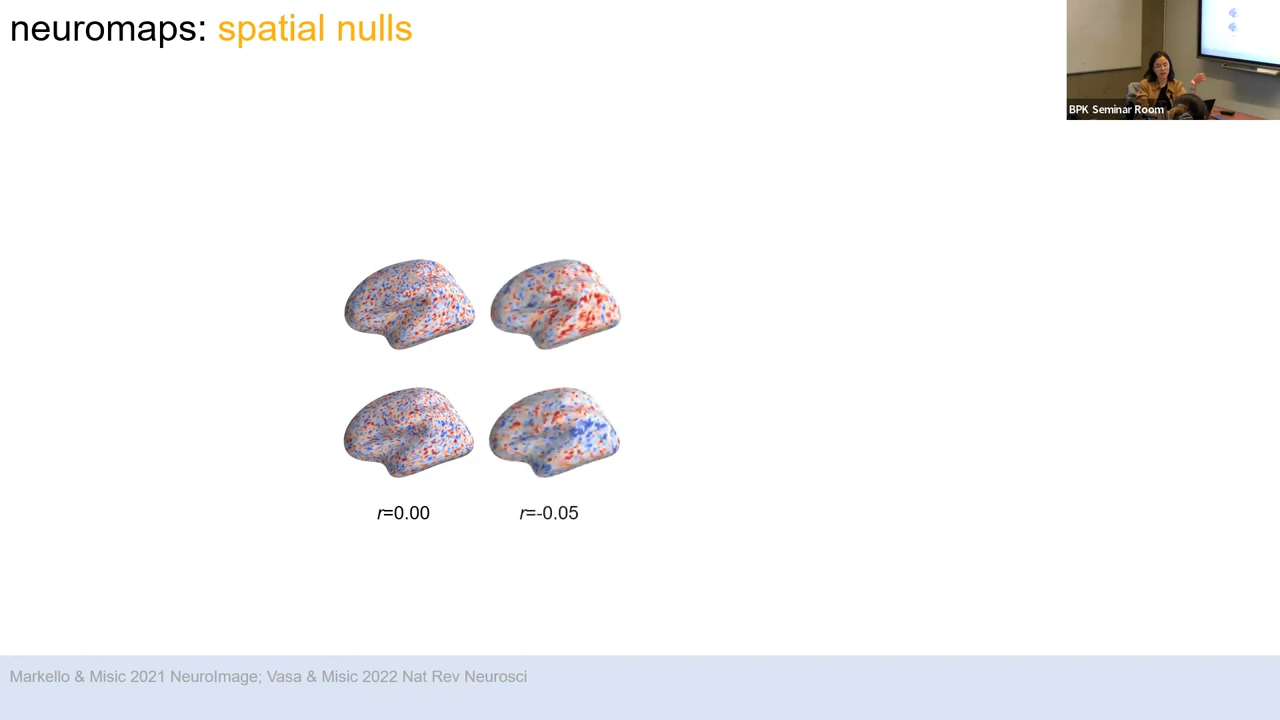 neuromaps: spatial nulls
BPK Seminar Room
r=0.00
r=-0.05
Markello & Misic 2021 NeuroImage; Vasa & Misic 2022 Nat Rev Neurosci